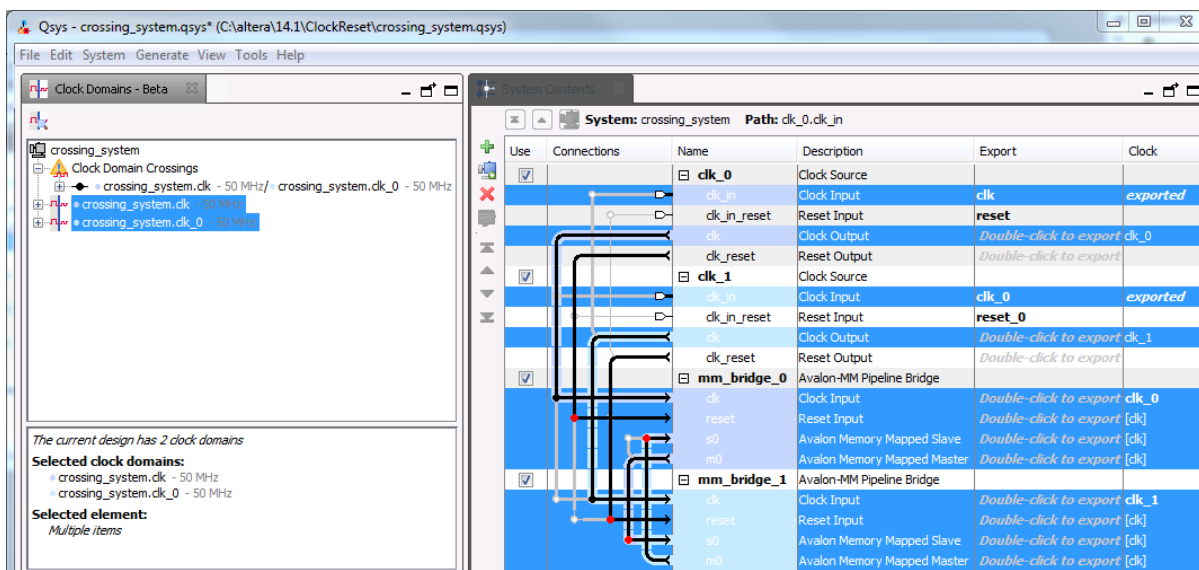 Qsys - crossing_system.qsys* (C:\altera\14.1\ClockReset\crossing_system.qsys)
File Edit System Generate View Tools Help
Clock Domains - Beta
crossing_system
Clock Domain Crossings
crossing_system.clk - 50 MHz/ crossing_system.clk_0 - 50 MHz
crossing_system.clk - 50 MHz
crossing_system.clk_0 - 50 MHz
The current design has 2 clock domains
Selected clock domains:
crossing_system.clk - 50 MHz
crossing_system.clk_0 - 50 MHz
Selected element:
Multiple items
System Contents
System: crossing_system Path: clk_0.clk_in
Use Connections Name Description Export Clock
clk_0 Clock Source
clk_in Clock Input clk exported
clk_in_reset Reset Input reset
clk Clock Output Double-click to export clk_0
clk_reset Reset Output Double-click to export
clk_1 Clock Source
clk_in Clock Input clk_0 exported
clk_in_reset Reset Input reset_0
clk Clock Output Double-click to export clk_1
clk_reset Reset Output Double-click to export
mm_bridge_0 Avalon-MM Pipeline Bridge
clk Clock Input Double-click to export clk_0
reset Reset Input Double-click to export [clk]
s0 Avalon Memory Mapped Slave Double-click to export [clk]
m0 Avalon Memory Mapped Master Double-click to export [clk]
mm_bridge_1 Avalon-MM Pipeline Bridge
clk Clock Input Double-click to export clk_1
reset Reset Input Double-click to export [clk]
s0 Avalon Memory Mapped Slave Double-click to export [clk]
m0 Avalon Memory Mapped Master Double-click to export [clk]